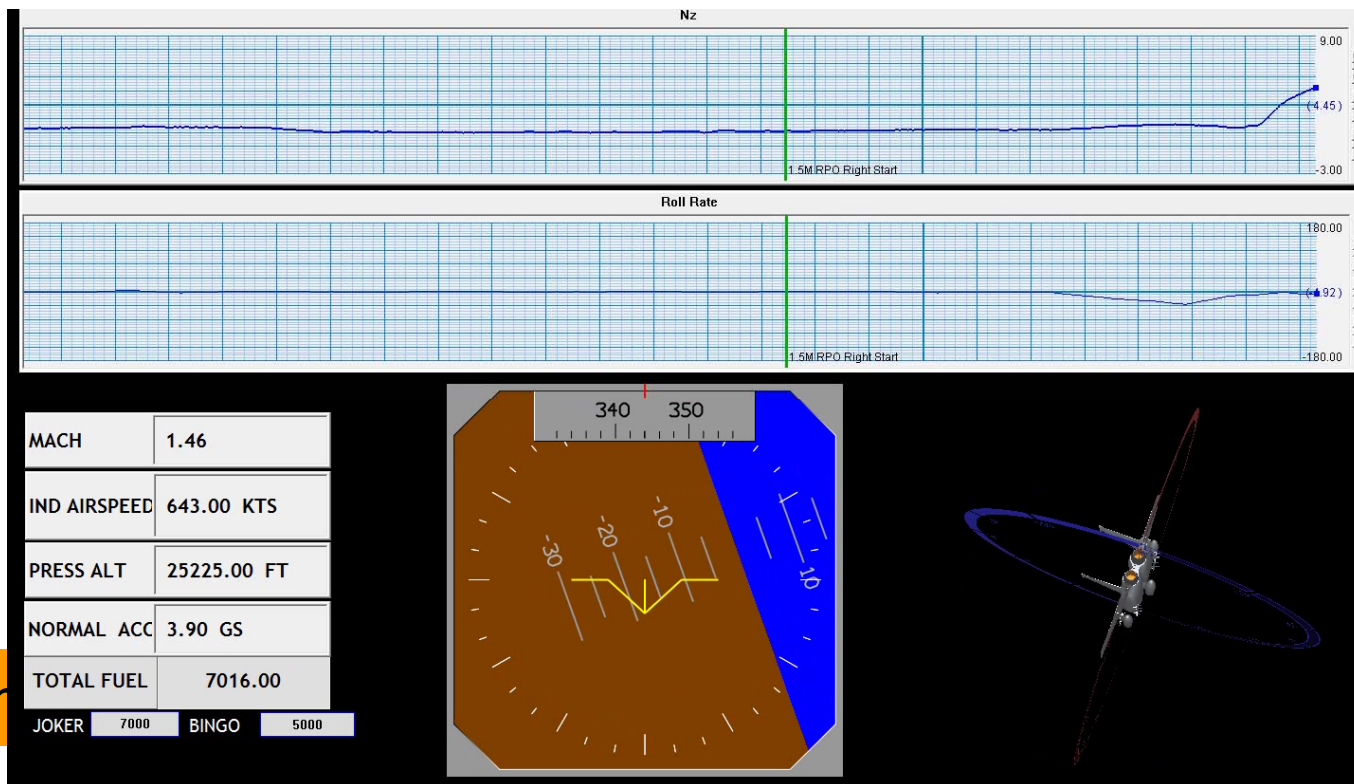 Nz
9.00
(4.45)
1.5M RPO Right Start
-3.00
Roll Rate
180.00
1.5M RPO Right Start
-180.00
340 350
MACH 1.46
IND AIRSPEED 643.00 KTS
PRESS ALT 25225.00 FT
NORMAL ACC 3.90 GS
TOTAL FUEL 7016.00
JOKER 7000 BINGO 5000
-30 -20 -10 10